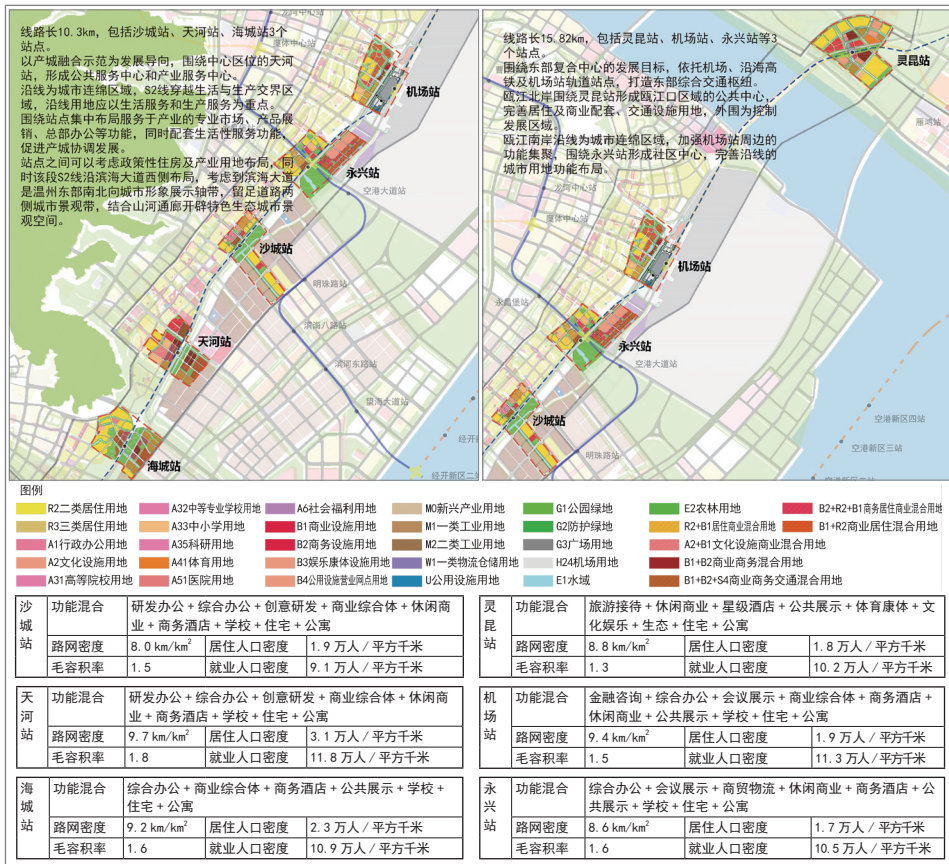 线路长10.3km，包括沙城站、天河站、海城站3个
站点。
以产城融合示范为发展导向，围绕中心区位的天河
站，形成公共服务中心和产业服务中心。
沿线为城市连绵区域，S2线穿越生活与生产交界区
域，沿线用地应以生活服务和生产服务为重点。
围绕站点集中布局服务于产业的专业市场、产品展
销、总部办公等功能，同时配套生活性服务功能，
促进产城协调发展。
站点之间可以考虑政策性住房及产业用地布局，同
时该段S2线沿滨海大道西侧布局，考虑到滨海大道
是温州东部南北向城市形象展示轴带，留足道路两
侧城市景观带，结合山河通廊开辟特色生态城市景
观空间。
机场站
永兴站
空港大道站
沙城站
明珠路站
滨海八路站
天河站
滨河东路站
望海大道站
海城站
经开新区二站
线路长15.82km，包括灵昆站、机场站、永兴站等3
个站点。
围绕东部复合中心的发展目标，依托机场、沿海高
铁及机场站轨道站点，打造东部综合交通枢纽。
瓯江北岸围绕灵昆站形成瓯江口区域的公共中心，
完善居住及商业配套、交通设施用地，外围为控制
发展区域。
瓯江南岸沿线为城市连绵区域，加强机场站周边的
功能集聚，围绕永兴站形成社区中心，完善沿线的
城市用地功能布局。
灵昆站
雁鸿站
龙湾中心站
机场站
永昌堡站
永兴站
空港大道站
沙城站
明珠路站
空港新区四站
空港新区三站
图例
R2二类居住用地 A32中等专业学校用地 A6社会福利用地 M0新兴产业用地 G1公园绿地 E2农林用地 B2+R2+B1商务居住商业混合用地
R3三类居住用地 A33中小学用地 B1商业设施用地 M1一类工业用地 G2防护绿地 R2+B1居住商业混合用地 B1+R2商业居住混合用地
A1行政办公用地 A35科研用地 B2商务设施用地 M2二类工业用地 G3广场用地 A2+B1文化设施商业混合用地
A2文化设施用地 A41体育用地 B3娱乐康体设施用地 W1一类物流仓储用地 H24机场用地 B1+B2商业商务混合用地
A31高等院校用地 A51医院用地 B4公用设施营业网点用地 U公用设施用地 E1水域 B1+B2+S4商业商务交通混合用地
沙城站
功能混合 研发办公＋综合办公＋创意研发＋商业综合体＋休闲商
业＋商务酒店＋学校＋住宅＋公寓
路网密度 8.0 km/km² 居住人口密度 1.9 万人/平方千米
毛容积率 1.5 就业人口密度 9.1 万人/平方千米
天河站
功能混合 研发办公＋综合办公＋创意研发＋商业综合体＋休闲商
业＋商务酒店＋学校＋住宅＋公寓
路网密度 9.7 km/km² 居住人口密度 3.1 万人/平方千米
毛容积率 1.8 就业人口密度 11.8 万人/平方千米
海城站
功能混合 综合办公＋商业综合体＋商务酒店＋公共展示＋学校＋
住宅＋公寓
路网密度 9.2 km/km² 居住人口密度 2.3 万人/平方千米
毛容积率 1.6 就业人口密度 10.9 万人/平方千米
灵昆站
功能混合 旅游接待＋休闲商业＋星级酒店＋公共展示＋体育康体＋文
化娱乐＋生态＋住宅＋公寓
路网密度 8.8 km/km² 居住人口密度 1.8 万人/平方千米
毛容积率 1.3 就业人口密度 10.2 万人/平方千米
机场站
功能混合 金融咨询＋综合办公＋会议展示＋商业综合体＋商务酒店＋
休闲商业＋公共展示＋学校＋住宅＋公寓
路网密度 9.4 km/km² 居住人口密度 1.9 万人/平方千米
毛容积率 1.5 就业人口密度 11.3 万人/平方千米
永兴站
功能混合 综合办公＋会议展示＋商贸物流＋休闲商业＋商务酒店＋公
共展示＋学校＋住宅＋公寓
路网密度 8.6 km/km² 居住人口密度 1.7 万人/平方千米
毛容积率 1.6 就业人口密度 10.5 万人/平方千米